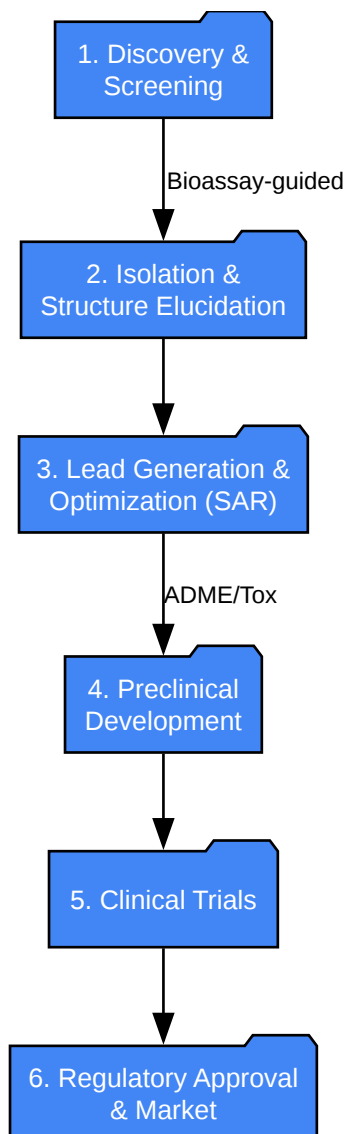 1. Discovery &
Screening
Bioassay-guided
2. Isolation &
Structure Elucidation
3. Lead Generation &
Optimization (SAR)
ADME/Tox
4. Preclinical
Development
5. Clinical Trials
6. Regulatory Approval
& Market